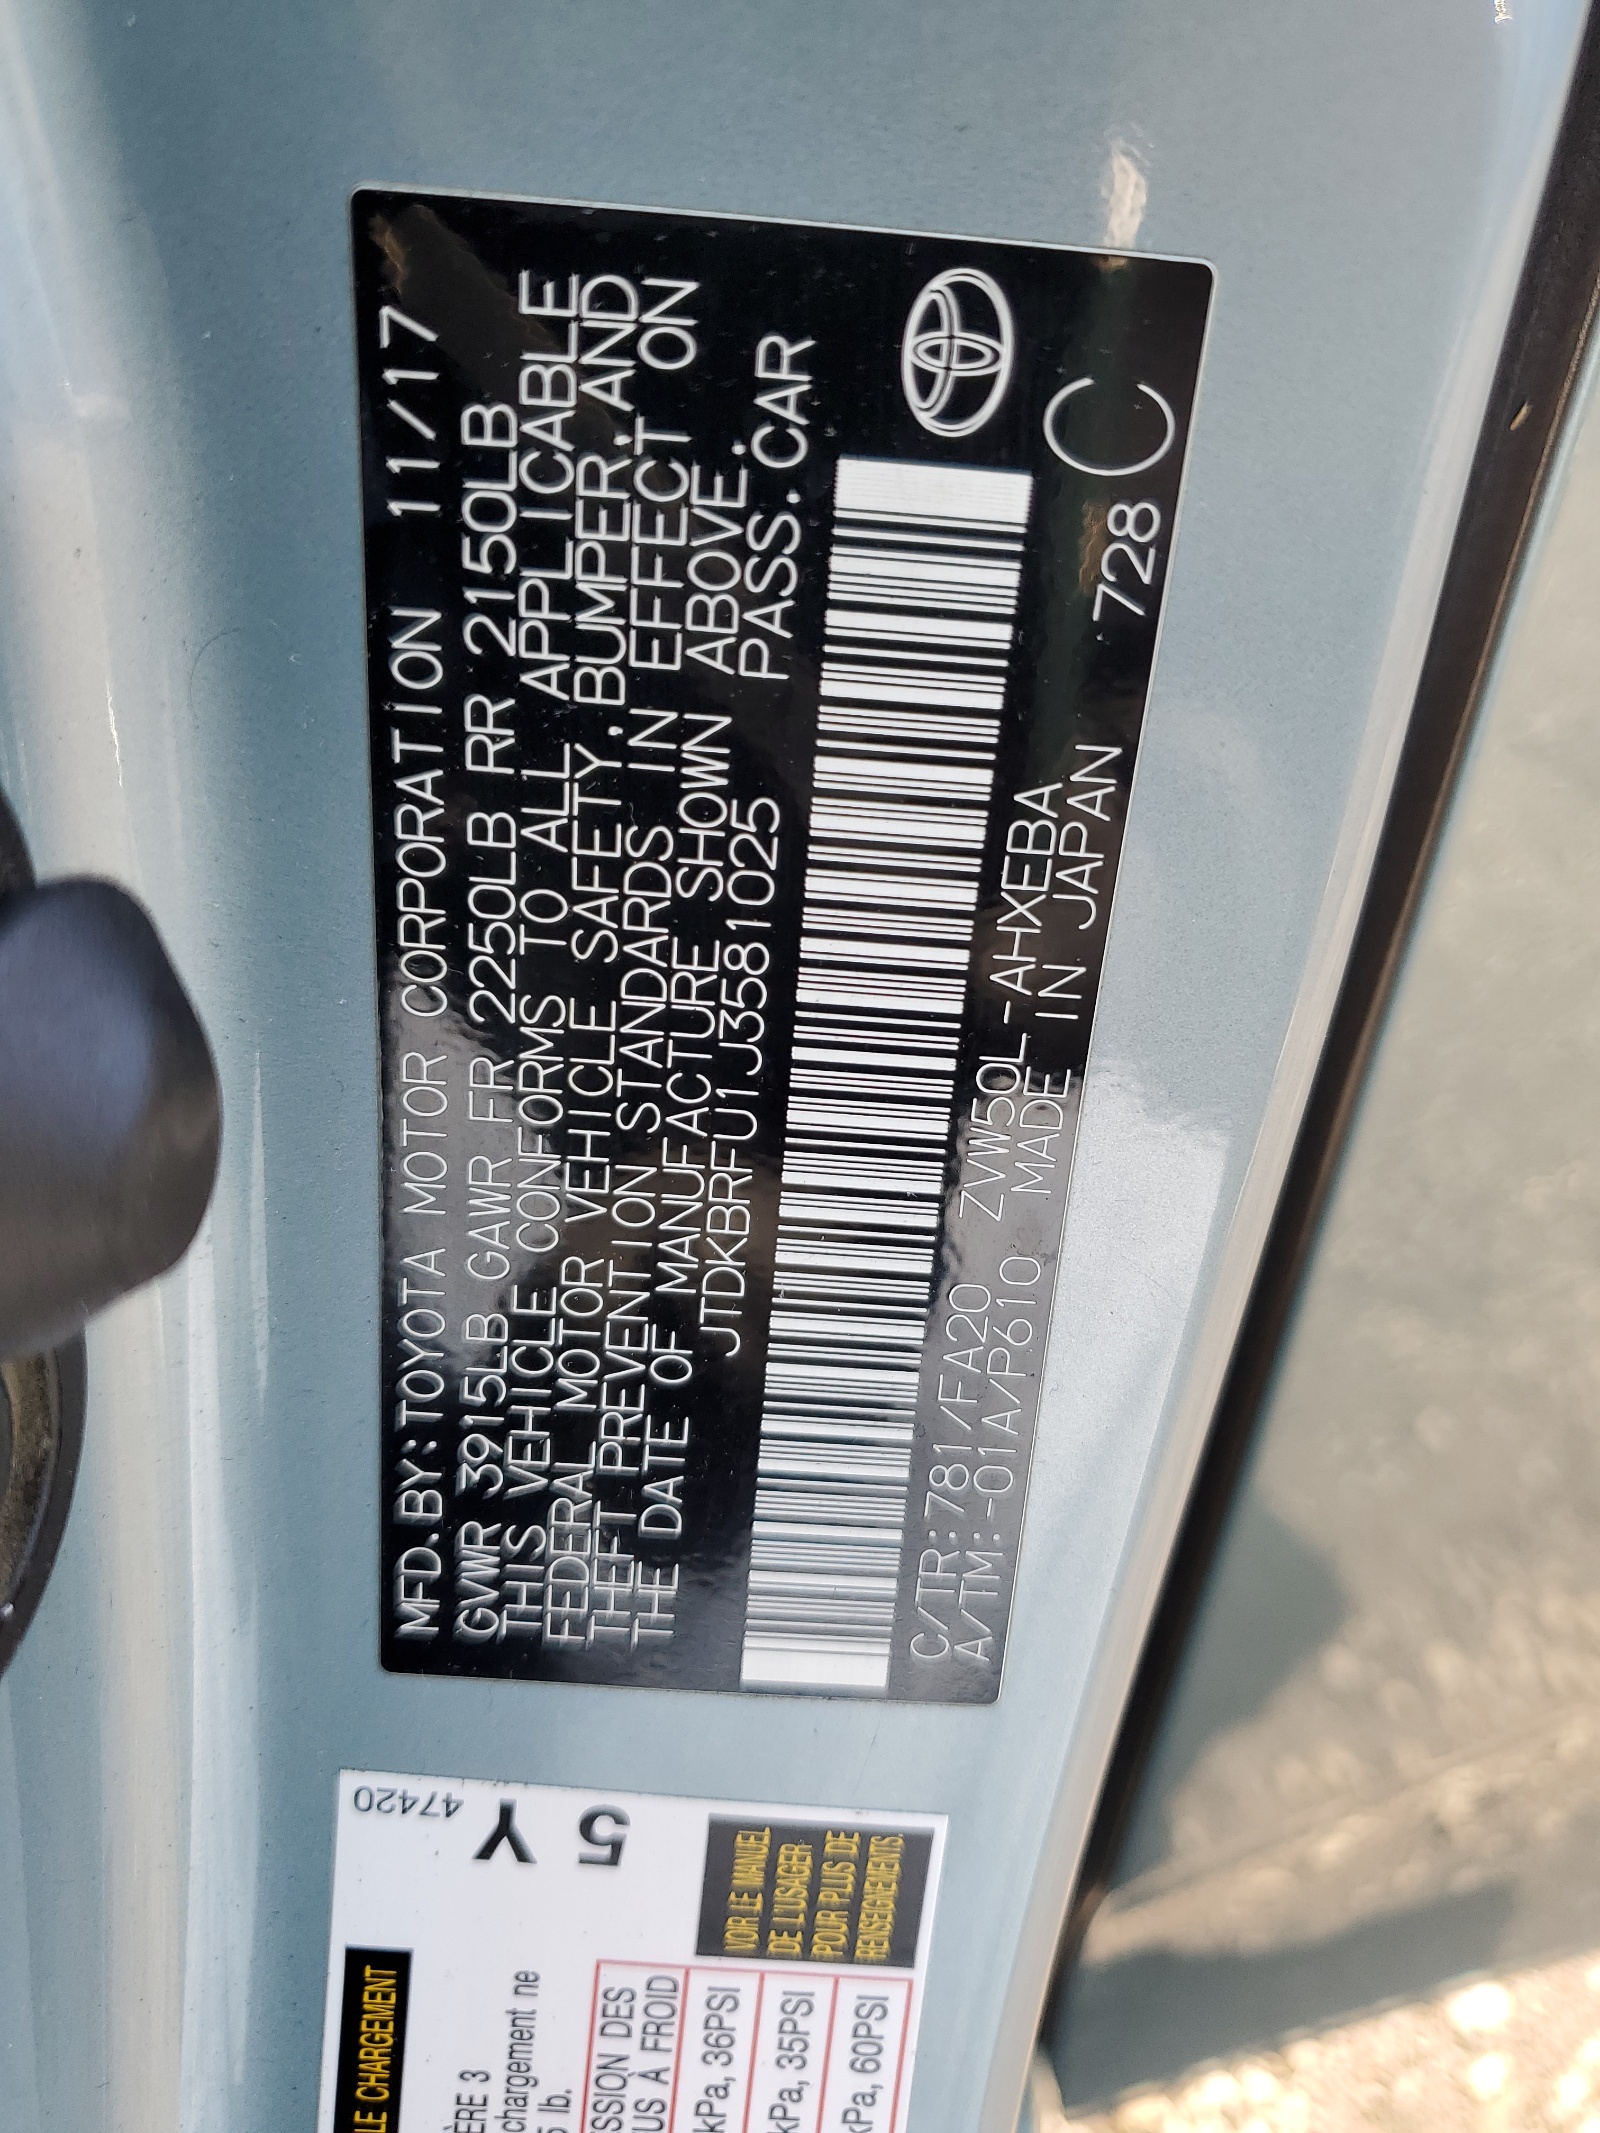 MFD.BY:TOYOTA MOTOR CORPORATION 11/17
GVWR 3915LB GAWR FR 2250LB RR 2150LB
THIS VEHICLE CONFORMS TO ALL APPLICABLE
FEDERAL MOTOR VEHICLE SAFETY,BUMPER,AND
THEFT PREVENTION STANDARDS IN EFFECT ON
THE DATE OF MANUFACTURE SHOWN ABOVE.
JTDKBRFU1J3581025 PASS.CAR
C/TR:781/FA20 ZVW50L-AHXEBA
A/TM:-01A/P610 MADE IN JAPAN 728 C
47420
5 Y
LE CHARGEMENT
ÈRE 3
chargement ne
lb.
SSION DES
US À FROID
kPa, 36PSI
kPa, 35PSI
kPa, 60PSI
VOIR LE MANUEL
DE L'USAGER
POUR PLUS DE
RENSEIGNEMENTS.